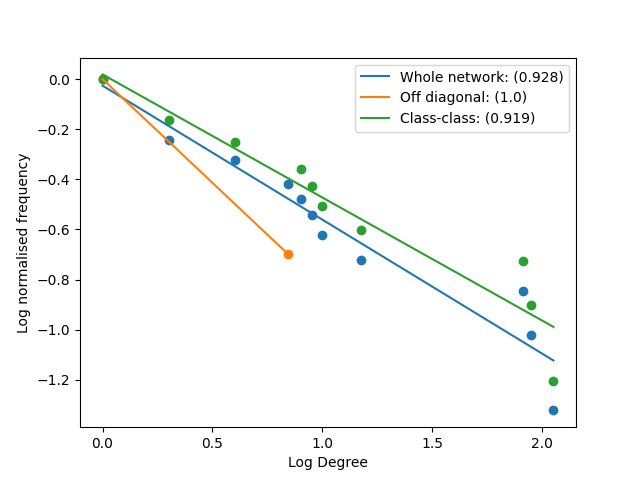 Whole network: (0.928)
Off diagonal: (1.0)
Class-class: (0.919)
Log normalised frequency
0.0
−0.2
−0.4
−0.6
−0.8
−1.0
−1.2
0.0 0.5 1.0 1.5 2.0
Log Degree